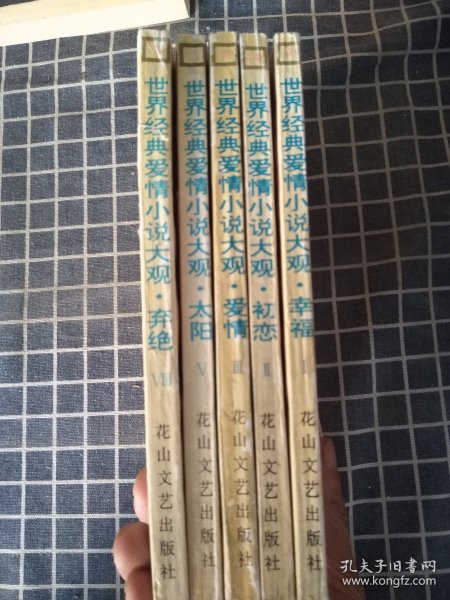 世界经典爱情小说大观·弃绝
VIII
花山文艺出版社
世界经典爱情小说大观·太阳
V
花山文艺出版社
世界经典爱情小说大观·爱情
III
花山文艺出版社
世界经典爱情小说大观·初恋
II
花山文艺出版社
世界经典爱情小说大观·幸福
花山文艺出版社
孔夫子旧书网
www.kongfz.com